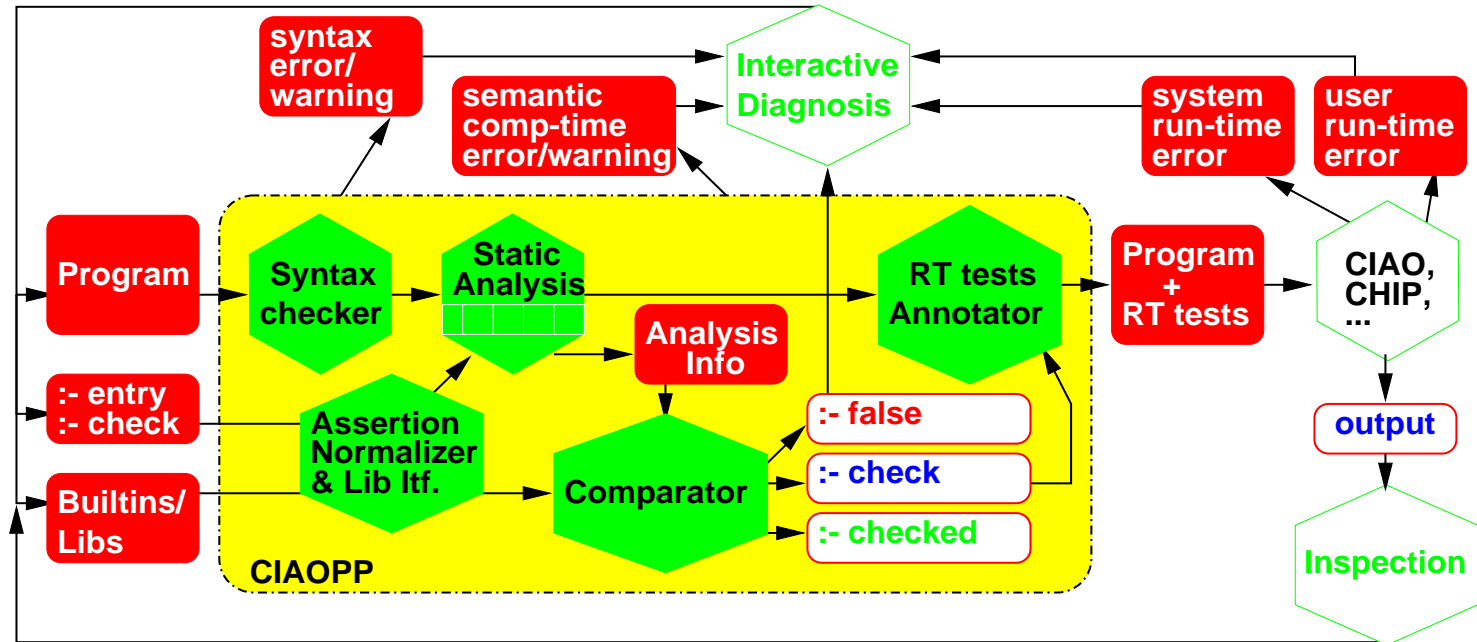 syntax
error/
warning
semantic
comp-time
error/warning
Interactive
Diagnosis
system
run-time
error
user
run-time
error
Program
Syntax
checker
Static
Analysis
RT tests
Annotator
Program
+
RT tests
CIAO,
CHIP,
...
Analysis
Info
:- entry
:- check
Assertion
Normalizer
& Lib Itf.
Builtins/
Libs
Comparator
:- false
:- check
:- checked
output
Inspection
CIAOPP